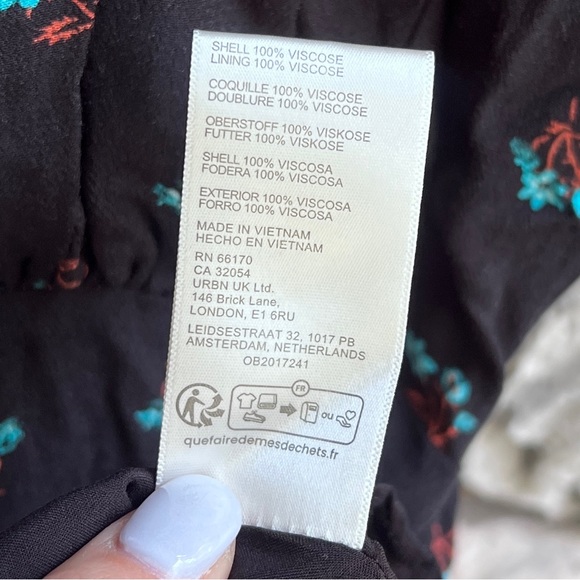 SHELL 100% VISCOSE
LINING 100% VISCOSE
COQUILLE 100% VISCOSE
DOUBLURE 100% VISCOSE
OBERSTOFF 100% VISKOSE
FUTTER 100% VISKOSE
SHELL 100% VISCOSA
FODERA 100% VISCOSA
EXTERIOR 100% VISCOSA
FORRO 100% VISCOSA
MADE IN VIETNAM
HECHO EN VIETNAM
RN 66170
CA 32054
URBN UK Ltd.
146 Brick Lane,
LONDON, E1 6RU
LEIDSESTRAAT 32, 1017 PB
AMSTERDAM, NETHERLANDS
OB2017241
FR
ou
quefairedemesdechets.fr